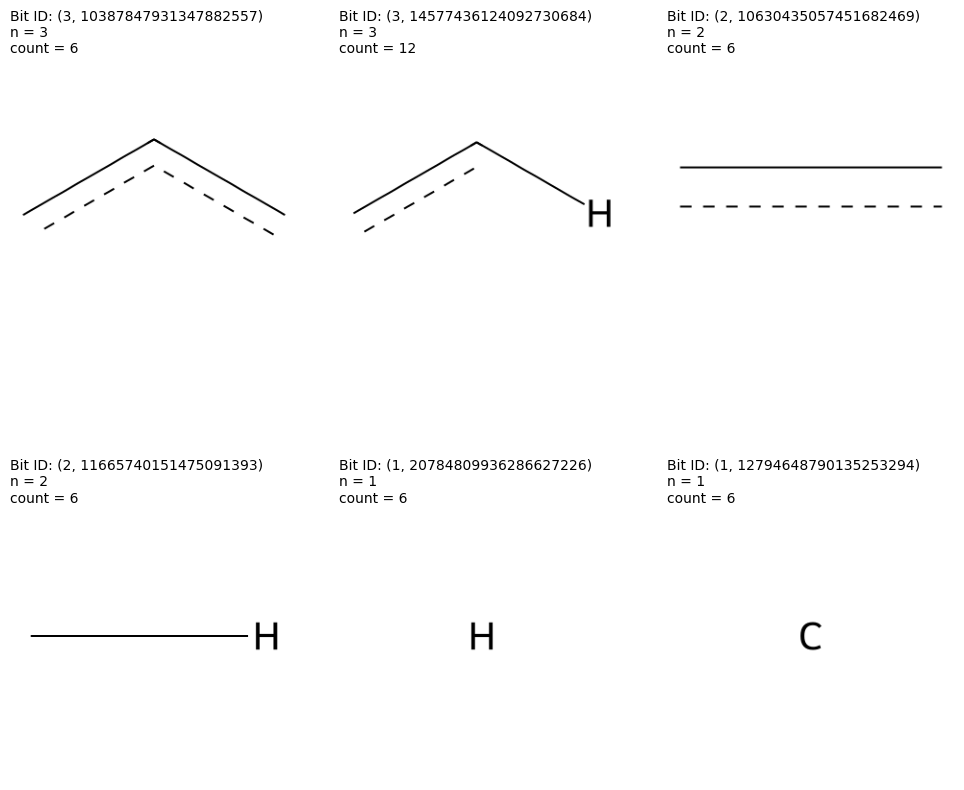 Bit ID: (3, 10387847931347882557)
n = 3
count = 6
Bit ID: (3, 14577436124092730684)
n = 3
count = 12
H
Bit ID: (2, 10630435057451682469)
n = 2
count = 6
Bit ID: (2, 11665740151475091393)
n = 2
count = 6
H
Bit ID: (1, 2078480993628662​7226)
n = 1
count = 6
H
Bit ID: (1, 12794648790135253294)
n = 1
count = 6
C